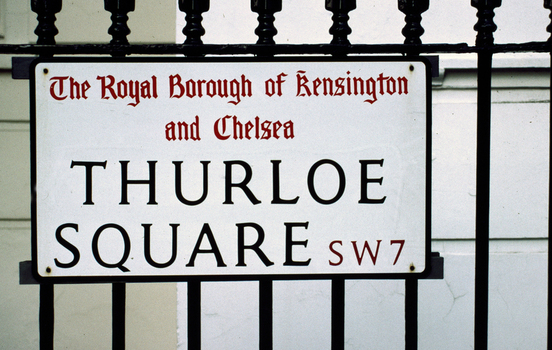 The Royal Borough of Kensington
and Chelsea
THURLOE
SQUARE SW7